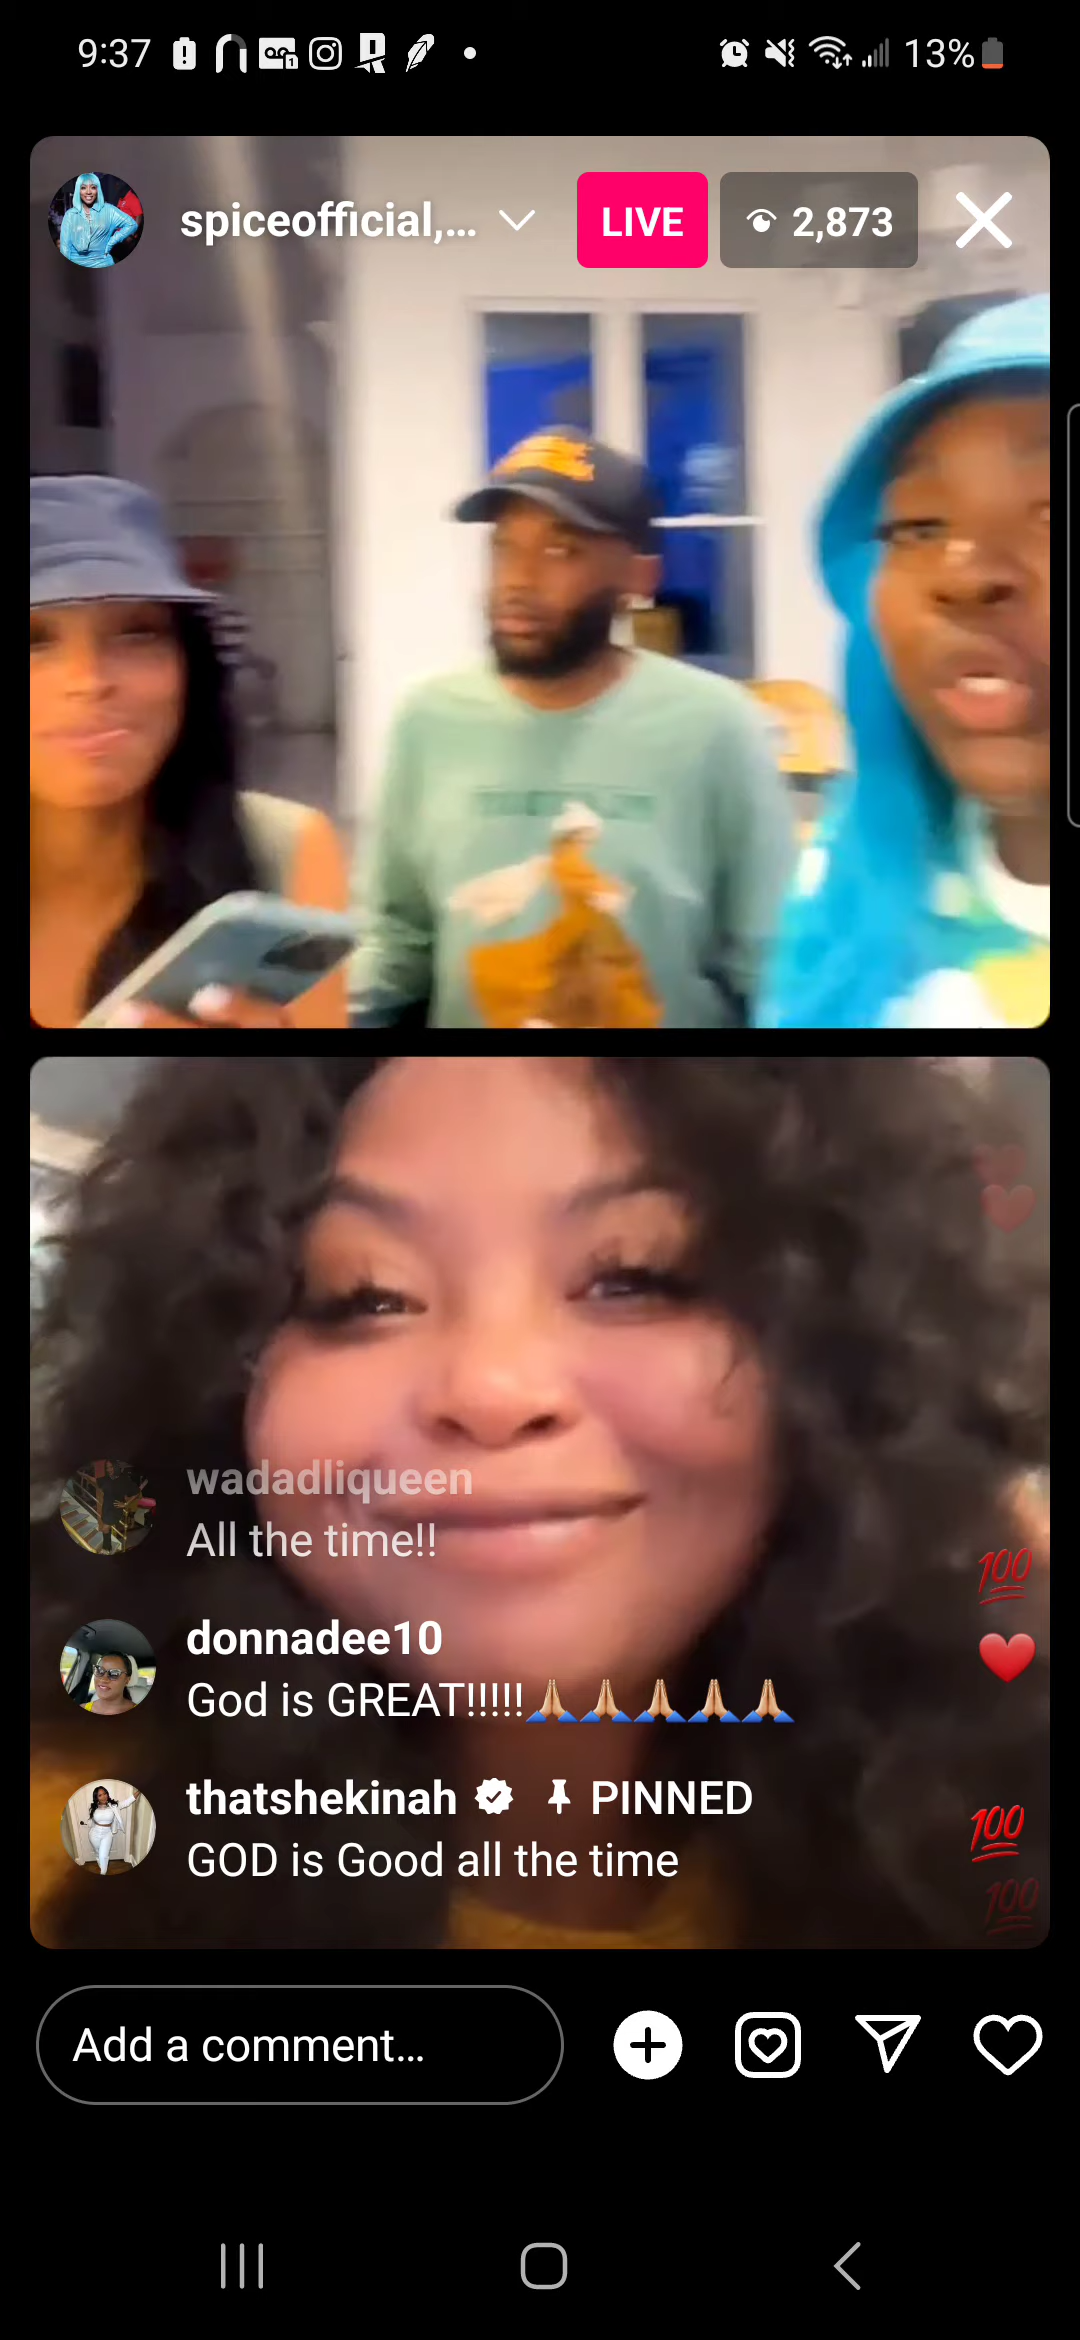 9:37
13%
spiceofficial,...
LIVE
2,873
wadadliqueen
All the time!!
donnadee10
God is GREAT!!!!!🙏🏼🙏🏼🙏🏼🙏🏼🙏🏼
thatshekinah PINNED
GOD is Good all the time
Add a comment...